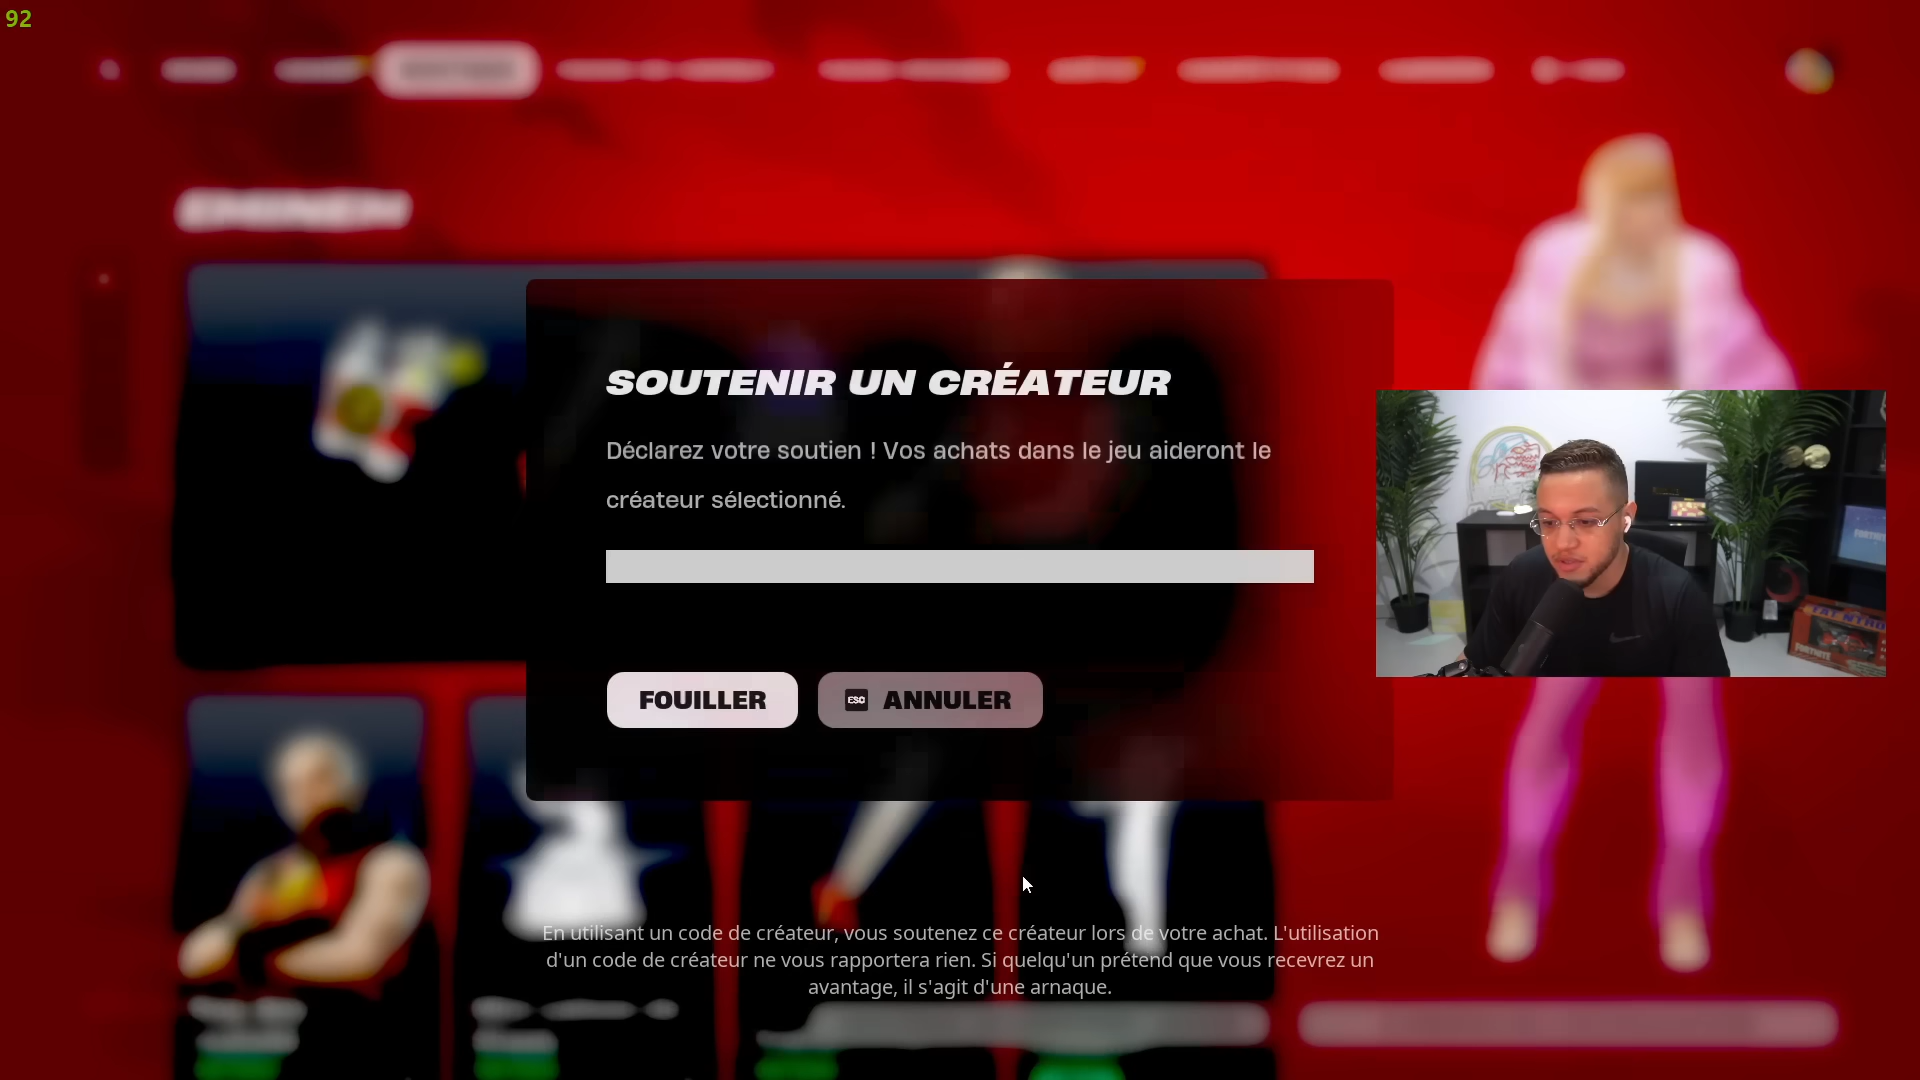 92
EMINEM
SOUTENIR UN CRÉATEUR
Déclarez votre soutien ! Vos achats dans le jeu aideront le
créateur sélectionné.
FOUILLER
ESC ANNULER
En utilisant un code de créateur, vous soutenez ce créateur lors de votre achat. L'utilisation
d'un code de créateur ne vous rapportera rien. Si quelqu'un prétend que vous recevrez un
avantage, il s'agit d'une arnaque.
FORTNITE